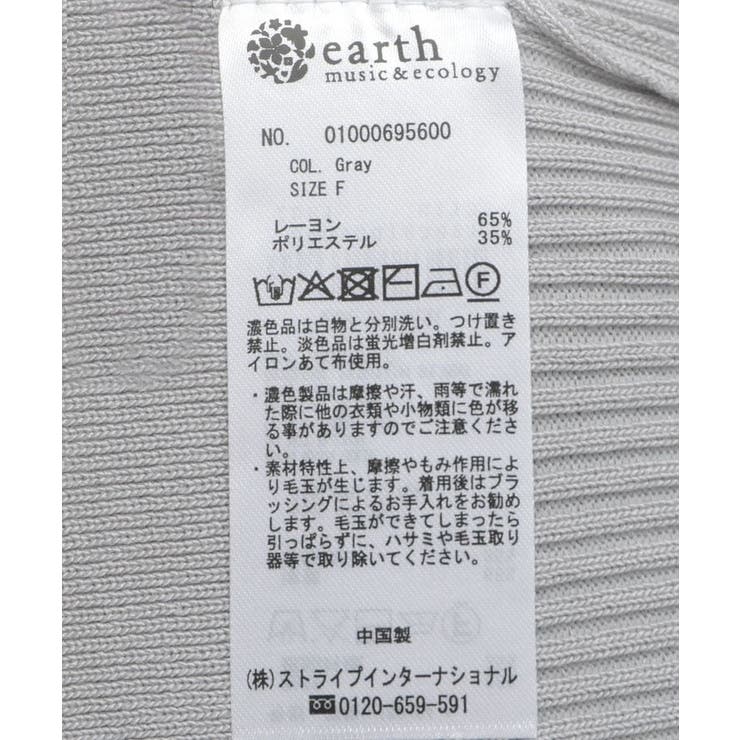 earth
music&ecology
NO. 01000695600
COL. Gray
SIZE F
レーヨン 65%
ポリエステル 35%
F
濃色品は白物と分別洗い。つけ置き
禁止。淡色品は蛍光増白剤禁止。ア
イロンあて布使用。
・濃色製品は摩擦や汗、雨等で濡れ
た際に他の衣類や小物類に色が移
る事がありますのでご注意くださ
い。
・素材特性上、摩擦やもみ作用によ
り毛玉が生じます。着用後はブラ
ッシングによるお手入れをお勧め
します。毛玉ができてしまったら
引っぱらずに、ハサミや毛玉取り
器等で取り除いてください。
中国製
(株)ストライプインターナショナル
0120-659-591